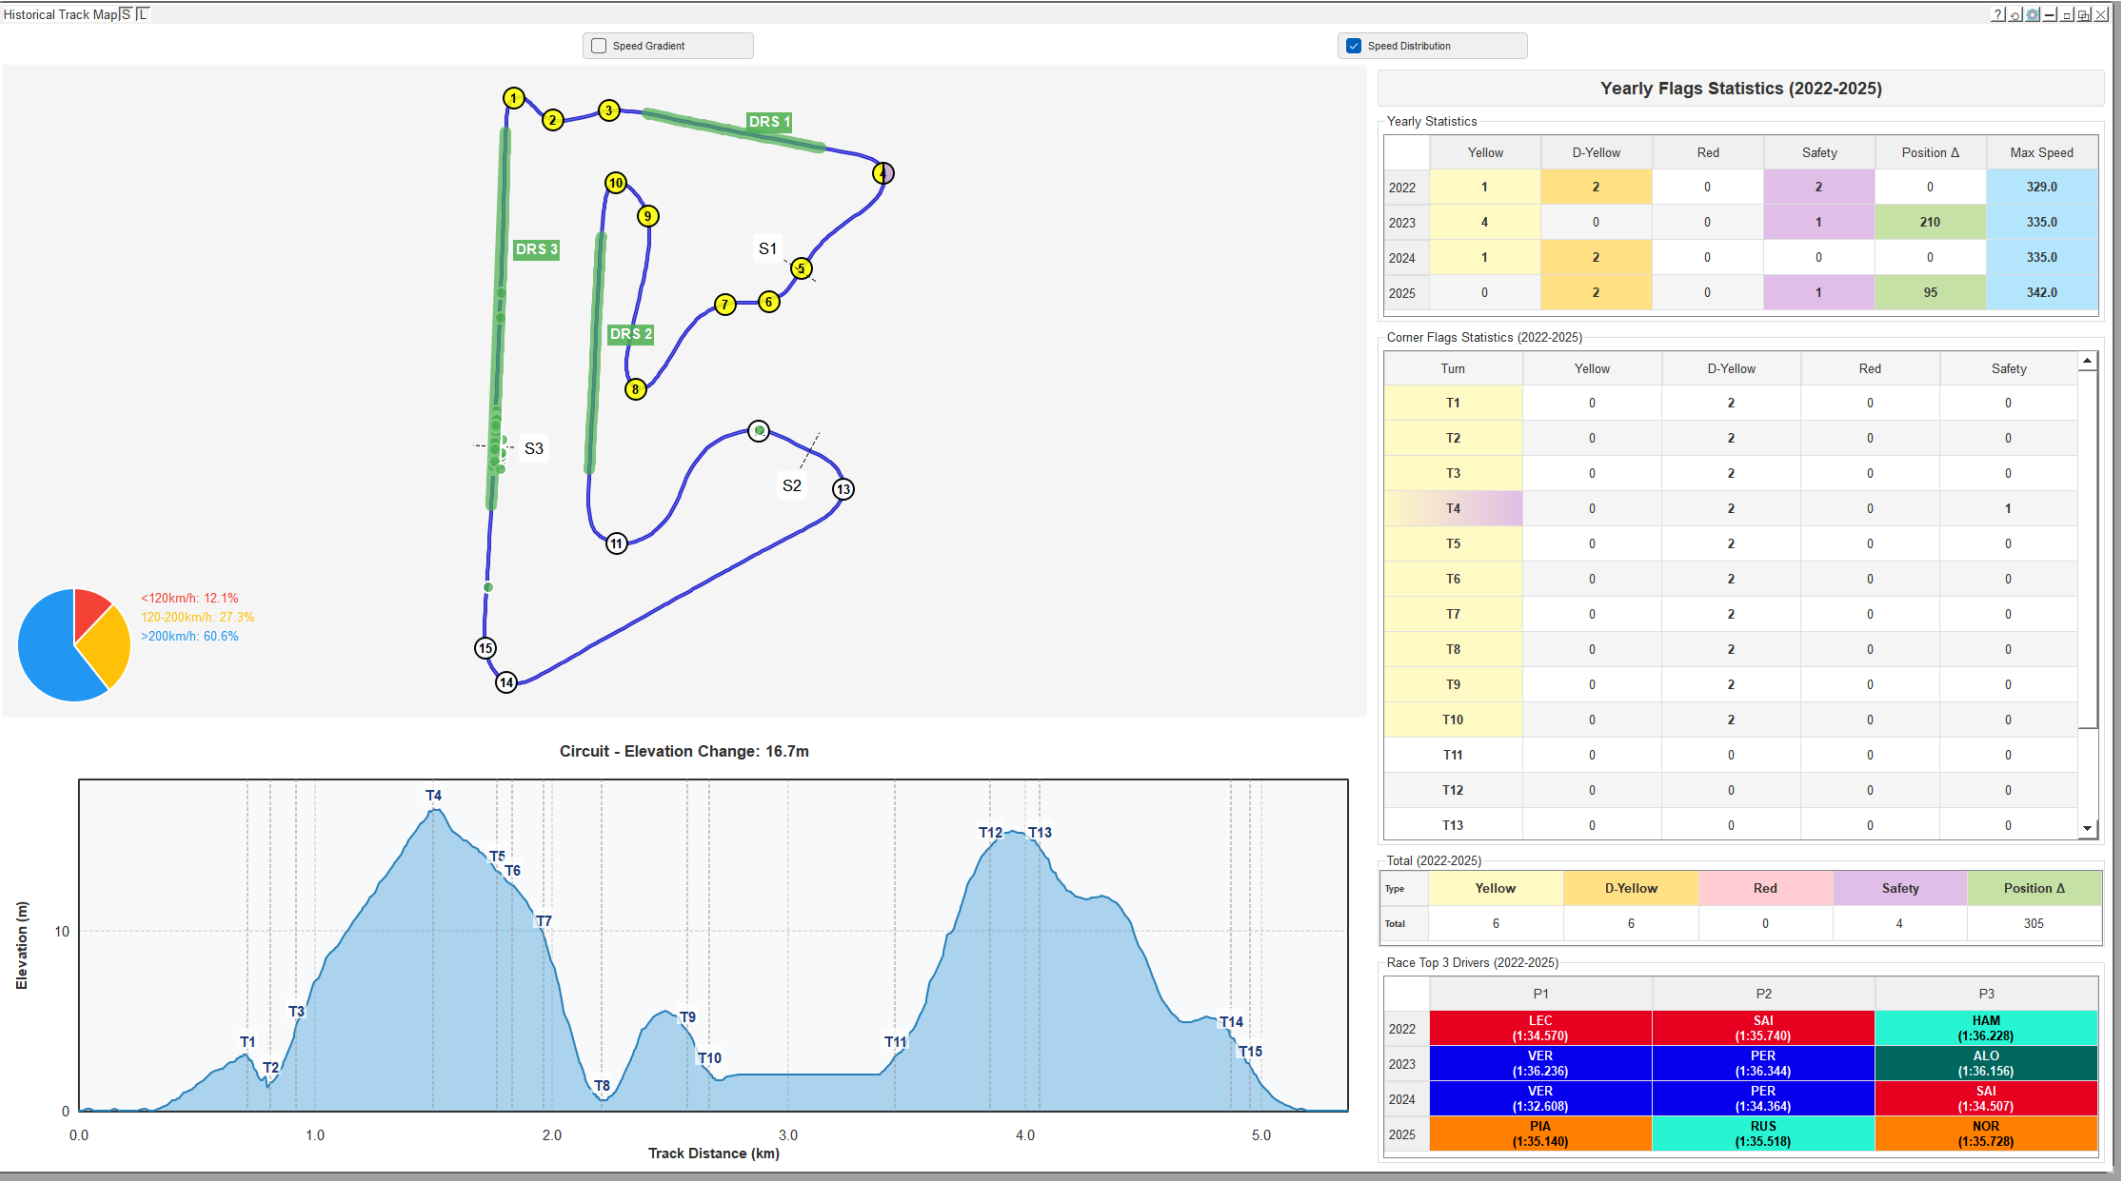 Historical Track Map S L
? 
Speed Gradient
Speed Distribution
1
2
3
DRS 1
4
10
9
DRS 3
S1
5
7
6
DRS 2
8
S3
S2
13
11
15
14
<120km/h: 12.1%
120-200km/h: 27.3%
>200km/h: 60.6%
Circuit - Elevation Change: 16.7m
Elevation (m)
10
0
T1
T2
T3
T4
T5
T6
T7
T8
T9
T10
T11
T12
T13
T14
T15
0.0 1.0 2.0 3.0 4.0 5.0
Track Distance (km)
Yearly Flags Statistics (2022-2025)
Yearly Statistics
Yellow D-Yellow Red Safety Position Δ Max Speed
2022 1 2 0 2 0 329.0
2023 4 0 0 1 210 335.0
2024 1 2 0 0 0 335.0
2025 0 2 0 1 95 342.0
Corner Flags Statistics (2022-2025)
Turn Yellow D-Yellow Red Safety
T1 0 2 0 0
T2 0 2 0 0
T3 0 2 0 0
T4 0 2 0 1
T5 0 2 0 0
T6 0 2 0 0
T7 0 2 0 0
T8 0 2 0 0
T9 0 2 0 0
T10 0 2 0 0
T11 0 0 0 0
T12 0 0 0 0
T13 0 0 0 0
Total (2022-2025)
Type Yellow D-Yellow Red Safety Position Δ
Total 6 6 0 4 305
Race Top 3 Drivers (2022-2025)
P1 P2 P3
2022 LEC SAI HAM
(1:34.570) (1:35.740) (1:36.228)
2023 VER PER ALO
(1:36.236) (1:36.344) (1:36.156)
2024 VER PER SAI
(1:32.608) (1:34.364) (1:34.507)
2025 PIA RUS NOR
(1:35.140) (1:35.518) (1:35.728)